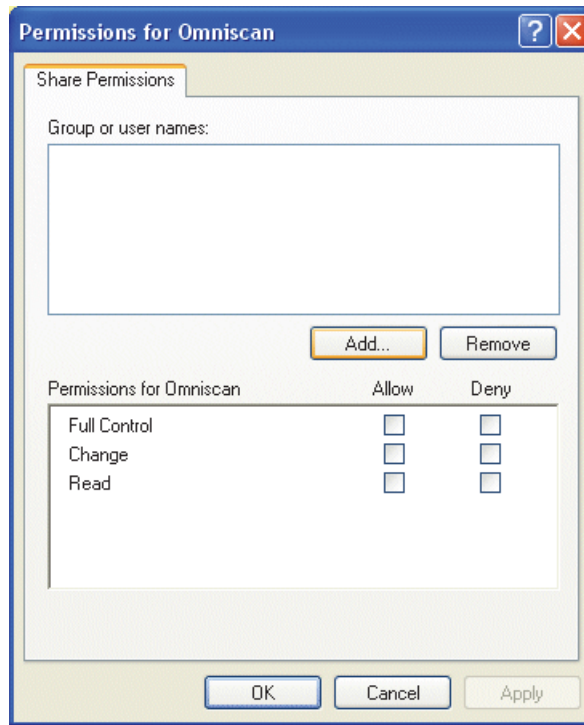 Permissions for Omniscan
Share Permissions
Group or user names:
Add... Remove
Permissions for Omniscan Allow Deny
Full Control
Change
Read
OK Cancel Apply